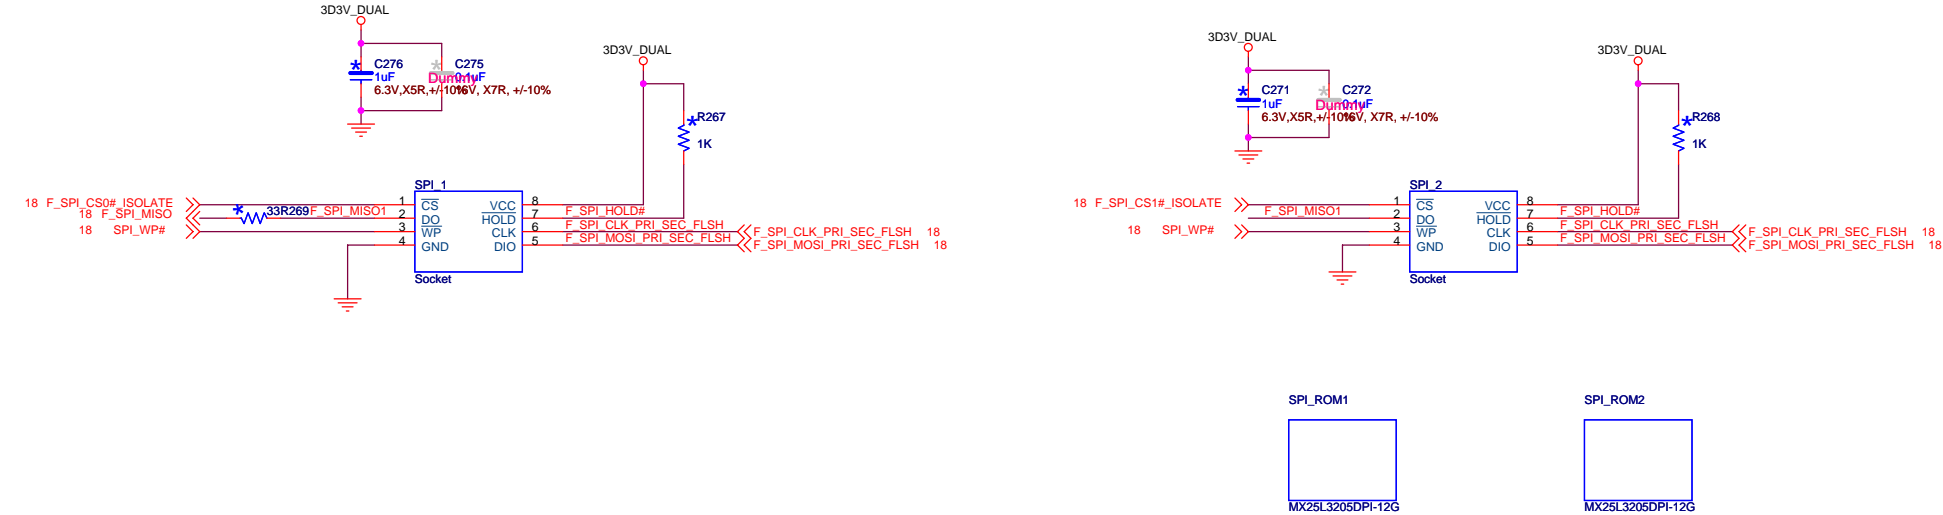 3D3V_DUAL
C276
1uF
6.3V,X5R,+/-10%
C275
0.1uF
Dummy
16V, X7R, +/-10%
3D3V_DUAL
R267
1K
SPI_1
18 F_SPI_CS0#_ISOLATE
18 F_SPI_MISO
33R269
F_SPI_MISO1
18 SPI_WP#
1 CS
2 DO
3 WP
4 GND
VCC 8
HOLD 7
CLK 6
DIO 5
F_SPI_HOLD#
F_SPI_CLK_PRI_SEC_FLSH
F_SPI_MOSI_PRI_SEC_FLSH
F_SPI_CLK_PRI_SEC_FLSH 18
F_SPI_MOSI_PRI_SEC_FLSH 18
Socket
3D3V_DUAL
C271
1uF
6.3V,X5R,+/-10%
C272
0.1uF
Dummy
16V, X7R, +/-10%
3D3V_DUAL
R268
1K
SPI_2
18 F_SPI_CS1#_ISOLATE
F_SPI_MISO1
18 SPI_WP#
1 CS
2 DO
3 WP
4 GND
VCC 8
HOLD 7
CLK 6
DIO 5
F_SPI_HOLD#
F_SPI_CLK_PRI_SEC_FLSH
F_SPI_MOSI_PRI_SEC_FLSH
F_SPI_CLK_PRI_SEC_FLSH 18
F_SPI_MOSI_PRI_SEC_FLSH 18
Socket
SPI_ROM1
MX25L3205DPI-12G
SPI_ROM2
MX25L3205DPI-12G